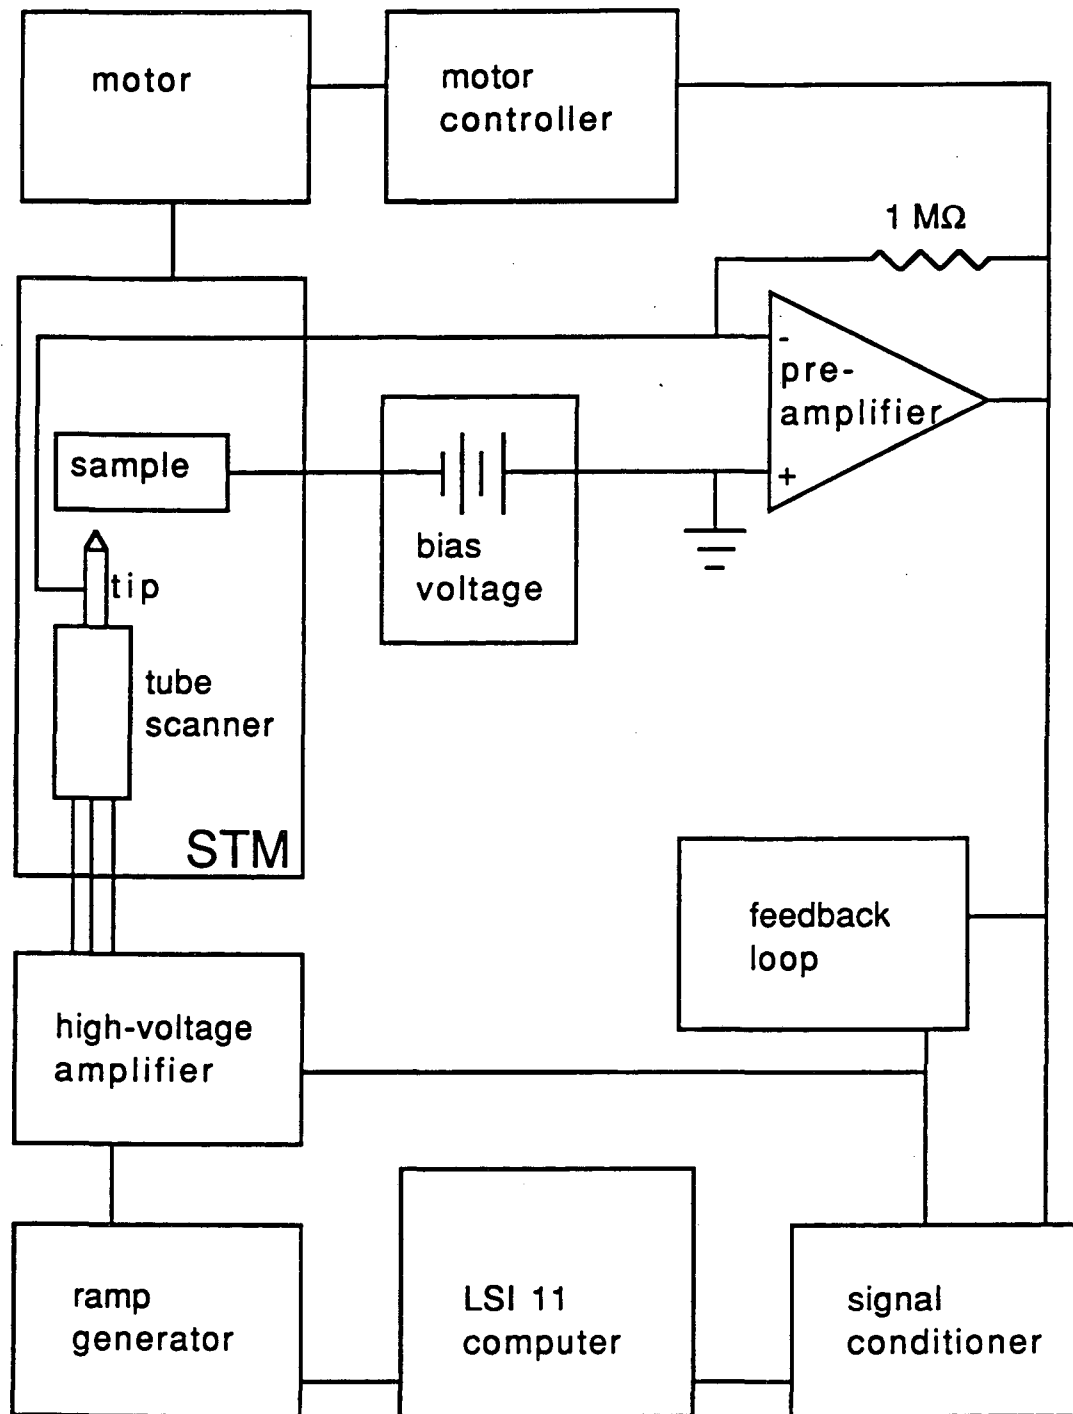 motor
motor
controller
1 MΩ
-
pre-
amplifier
+
sample
bias
voltage
tip
tube
scanner
STM
feedback
loop
high-voltage
amplifier
ramp
generator
LSI 11
computer
signal
conditioner